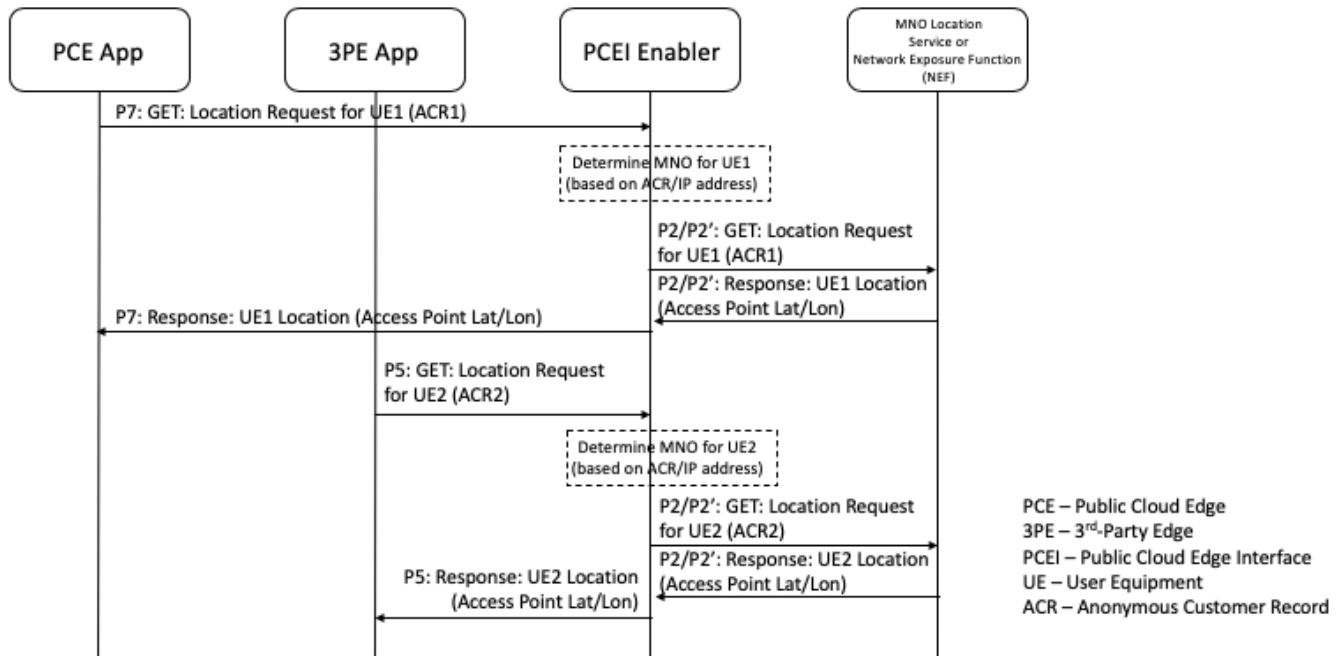 PCE App
3PE App
PCEI Enabler
MNO Location
Service or
Network Exposure Function
(NEF)
P7: GET: Location Request for UE1 (ACR1)
Determine MNO for UE1
(based on ACR/IP address)
P2/P2’: GET: Location Request
for UE1 (ACR1)
P2/P2’: Response: UE1 Location
(Access Point Lat/Lon)
P7: Response: UE1 Location (Access Point Lat/Lon)
P5: GET: Location Request
for UE2 (ACR2)
Determine MNO for UE2
(based on ACR/IP address)
P2/P2’: GET: Location Request
for UE2 (ACR2)
P2/P2’: Response: UE2 Location
(Access Point Lat/Lon)
P5: Response: UE2 Location
(Access Point Lat/Lon)
PCE – Public Cloud Edge
3PE – 3rd-Party Edge
PCEI – Public Cloud Edge Interface
UE – User Equipment
ACR – Anonymous Customer Record